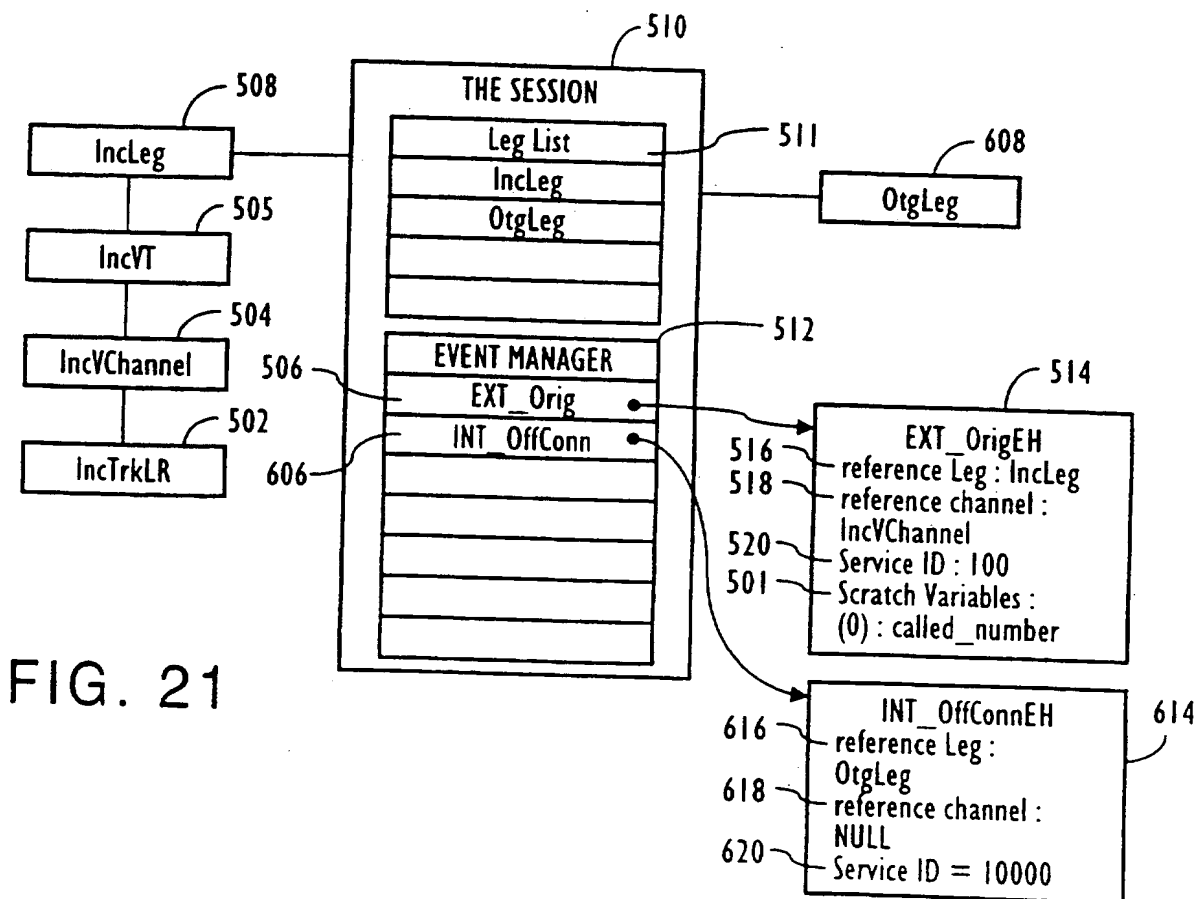 510
THE SESSION
508
IncLeg
Leg List
511
IncLeg
OtgLeg
608
OtgLeg
505
IncVT
504
IncVChannel
502
IncTrkLR
512
EVENT MANAGER
506
EXT_Orig
606
INT_OffConn
514
EXT_OrigEH
516
reference Leg : IncLeg
518
reference channel :
IncVChannel
520
Service ID : 100
501
Scratch Variables :
(0) : called_number
FIG. 21
614
INT_OffConnEH
616
reference Leg :
OtgLeg
618
reference channel :
NULL
620
Service ID = 10000